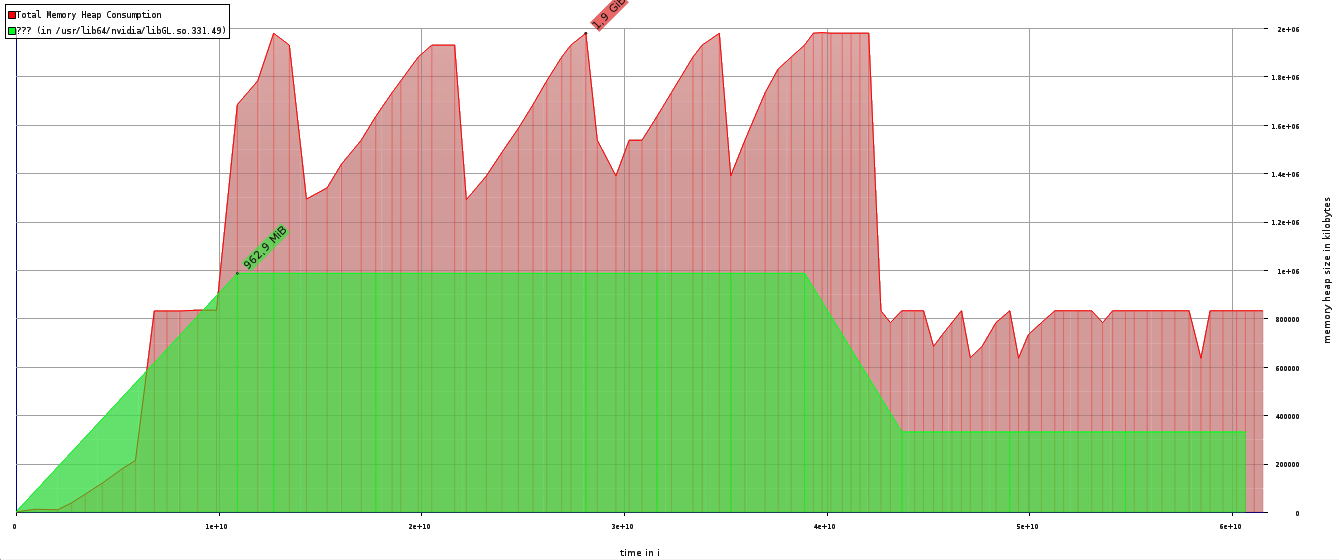 Total Memory Heap Consumption
??? (in /usr/lib64/nvidia/libGL.so.331.49)
1.9 GiB
2e+06
1.8e+06
1.6e+06
1.4e+06
1.2e+06
962.9 MiB
1e+06
800000
600000
400000
200000
0
memory heap size in kilobytes
0 1e+10 2e+10 3e+10 4e+10 5e+10 6e+10
time in i